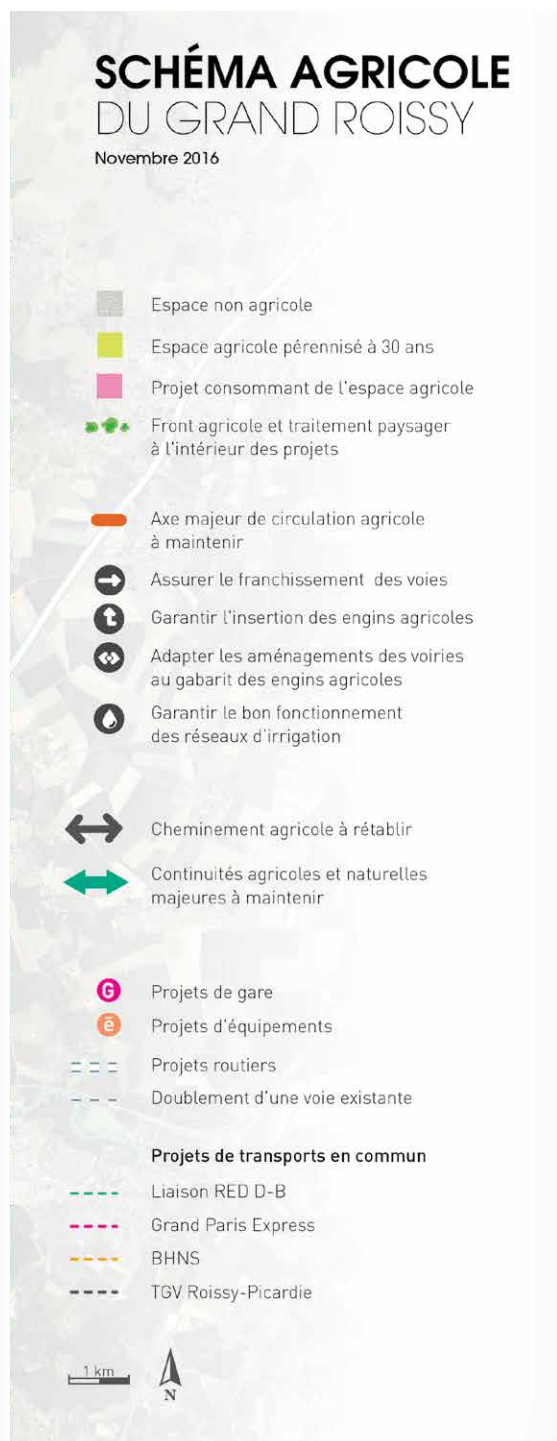 SCHÉMA AGRICOLE
DU GRAND ROISSY
Novembre 2016
Espace non agricole
Espace agricole pérennisé à 30 ans
Projet consommant de l'espace agricole
Front agricole et traitement paysager
à l'intérieur des projets
Axe majeur de circulation agricole
à maintenir
Assurer le franchissement des voies
Garantir l'insertion des engins agricoles
Adapter les aménagements des voiries
au gabarit des engins agricoles
Garantir le bon fonctionnement
des réseaux d'irrigation
Cheminement agricole à rétablir
Continuités agricoles et naturelles
majeures à maintenir
G Projets de gare
ē Projets d'équipements
Projets routiers
Doublement d'une voie existante
Projets de transports en commun
Liaison RED D-B
Grand Paris Express
BHNS
TGV Roissy-Picardie
1 km
N